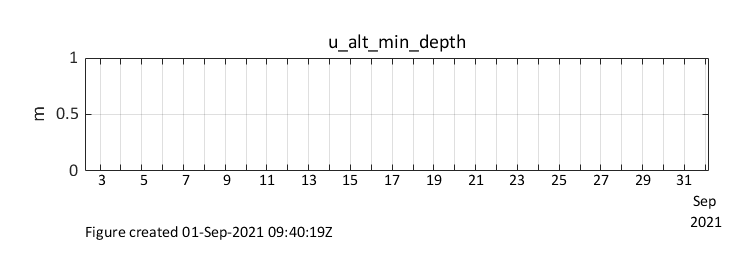 u_alt_min_depth
1
0.5
0
m
3 5 7 9 11 13 15 17 19 21 23 25 27 29 31
Sep
2021
Figure created 01-Sep-2021 09:40:19Z